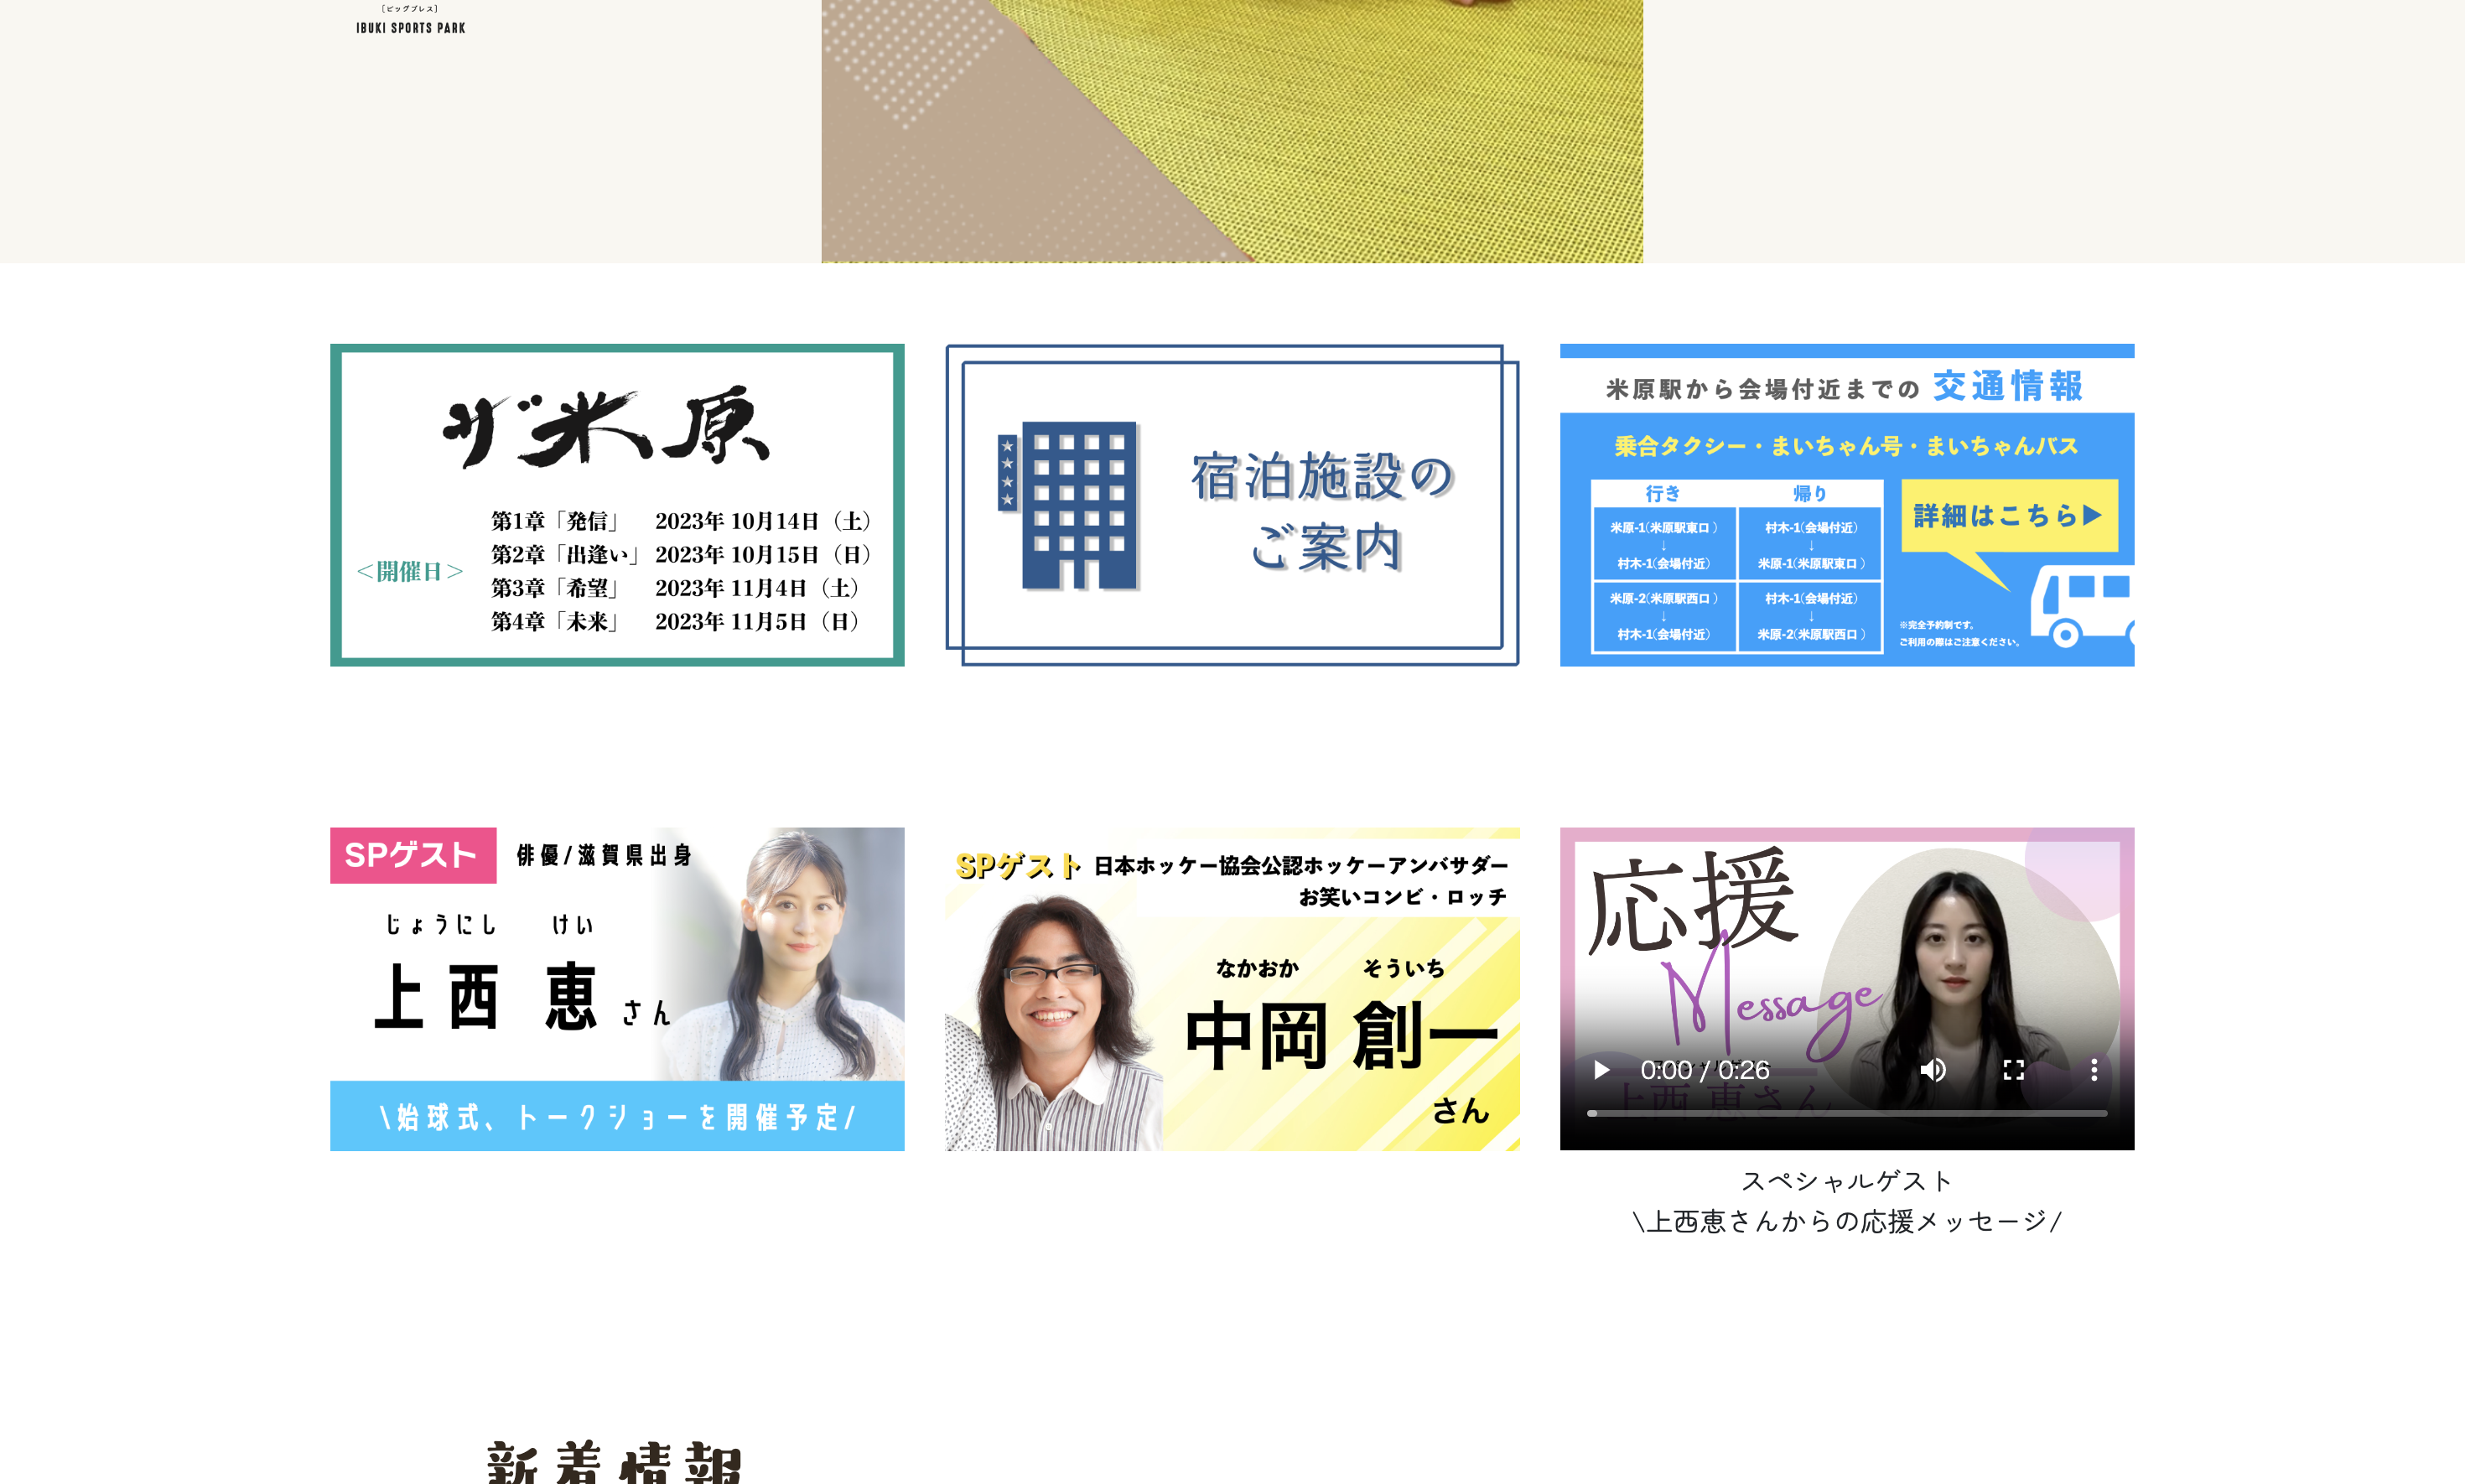 ［ビッグブレス］
IBUKI SPORTS PARK
ザ・米原
＜開催日＞
第1章「発信」 2023年 10月14日（土）
第2章「出逢い」 2023年 10月15日（日）
第3章「希望」 2023年 11月4日（土）
第4章「未来」 2023年 11月5日（日）
宿泊施設の
ご案内
米原駅から会場付近までの 交通情報
乗合タクシー・まいちゃん号・まいちゃんバス
行き 帰り
米原-1(米原駅東口 )
↓
村木-1(会場付近)
村木-1(会場付近)
↓
米原-1(米原駅東口 )
米原-2(米原駅西口 )
↓
村木-1(会場付近)
村木-1(会場付近)
↓
米原-2(米原駅西口 )
詳細はこちら▶
※完全予約制です。
ご利用の際はご注意ください。
SPゲスト 俳優/滋賀県出身
じょうにし けい
上西 恵 さん
\始球式、トークショーを開催予定/
SPゲスト 日本ホッケー協会公認ホッケーアンバサダー
お笑いコンビ・ロッチ
なかおか そういち
中岡 創一
さん
応援
Message
0:00 / 0:26
上西 恵さん
スペシャルゲスト
\上西恵さんからの応援メッセージ/
新着情報